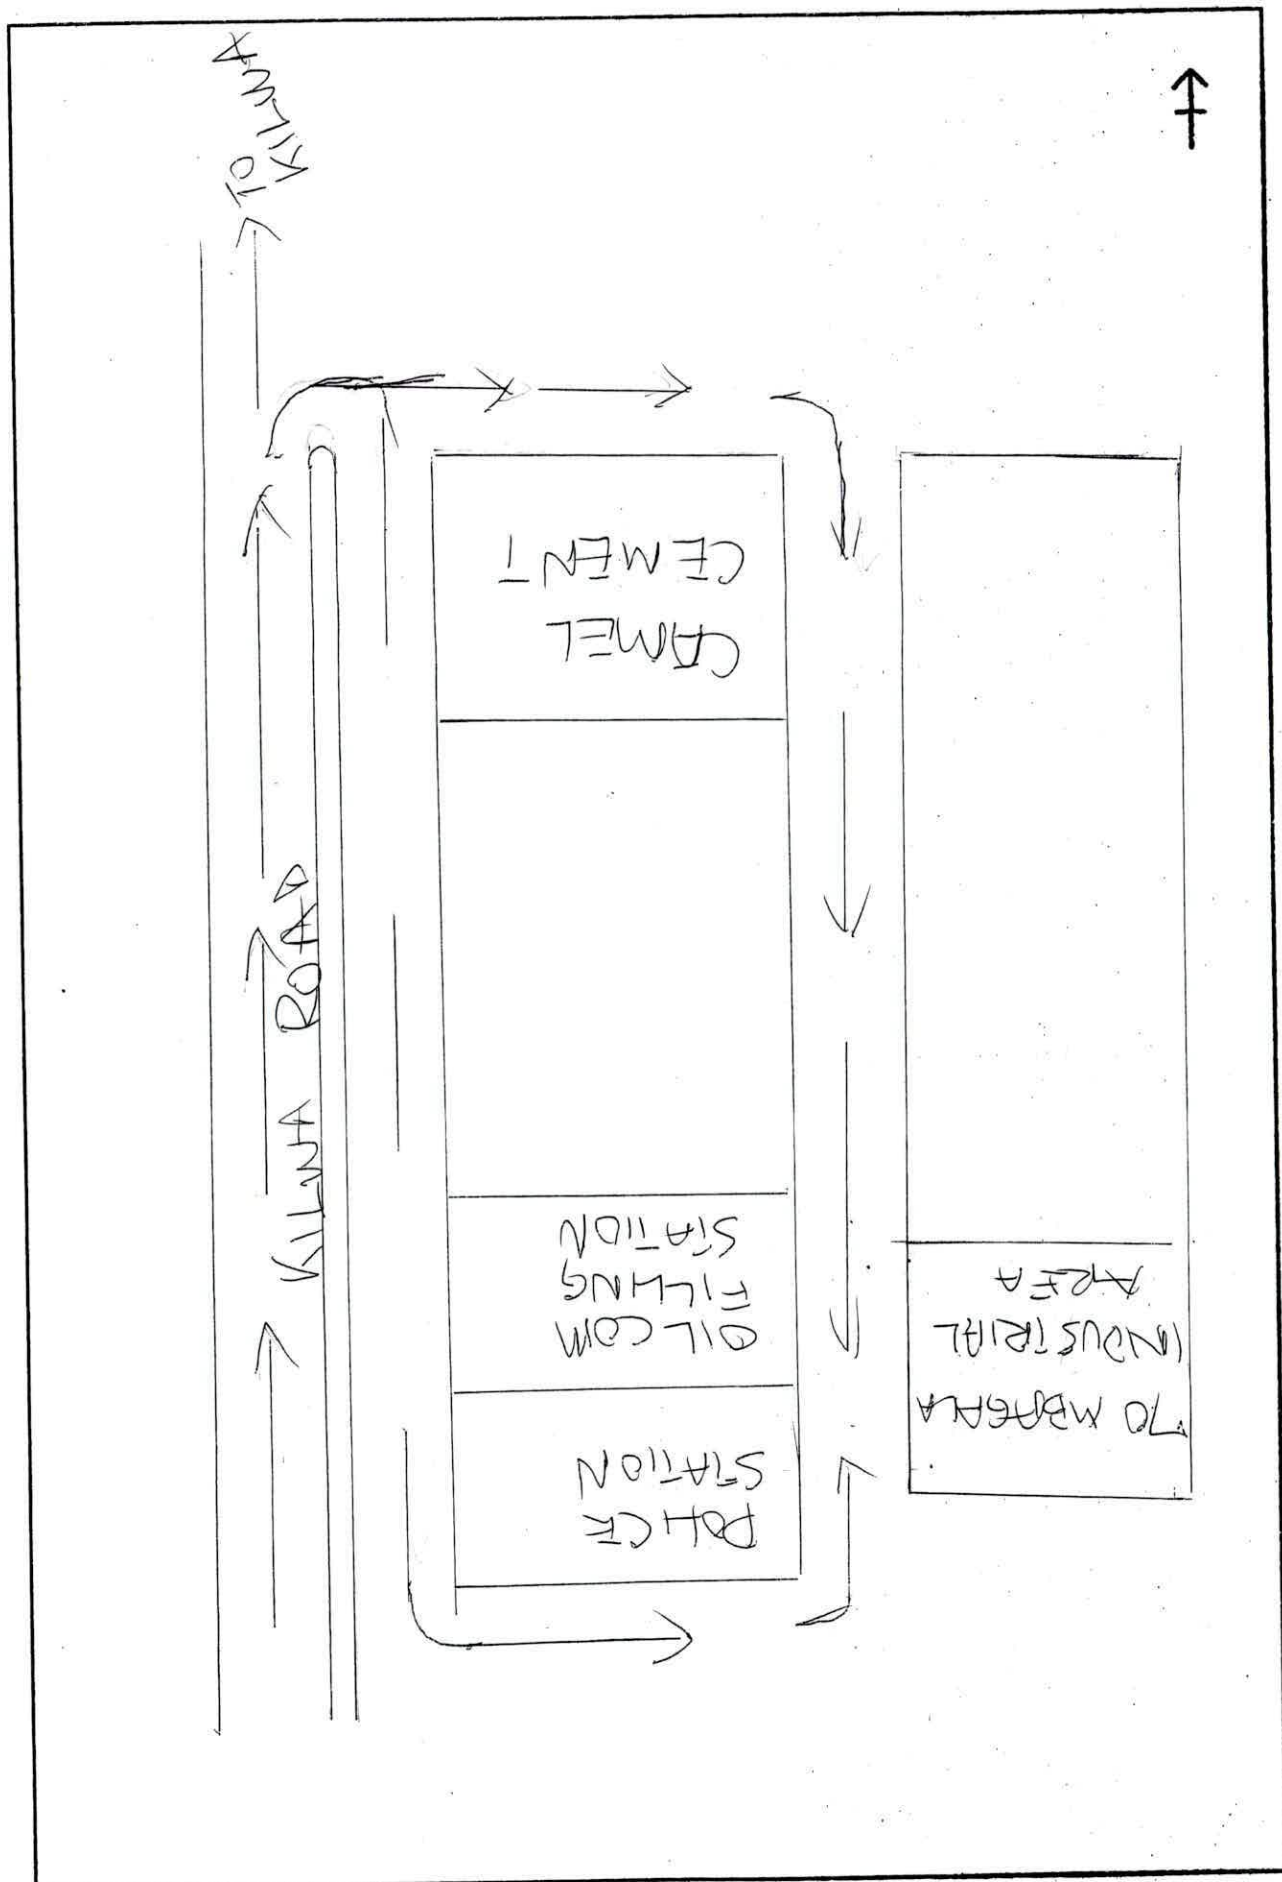 TO
KILWA
KILWA ROAD
CAMEL
CEMENT
OILCOM
FILLING
STATION
POLICE
STATION
TO MBAGALA
INDUSTRIAL
AREA